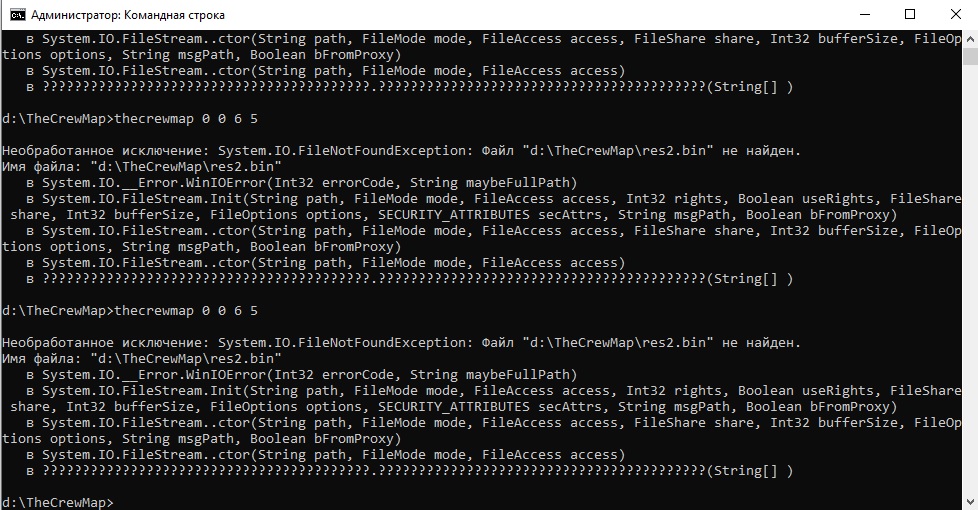 Администратор: Командная строка
   в System.IO.FileStream..ctor(String path, FileMode mode, FileAccess access, FileShare share, Int32 bufferSize, FileOp
tions options, String msgPath, Boolean bFromProxy)
   в System.IO.FileStream..ctor(String path, FileMode mode, FileAccess access)
   в ?????????????????????????????????????????.?????????????????????????????????????????(String[] )
d:\TheCrewMap>thecrewmap 0 0 6 5
Необработанное исключение: System.IO.FileNotFoundException: Файл "d:\TheCrewMap\res2.bin" не найден.
Имя файла: "d:\TheCrewMap\res2.bin"
   в System.IO.__Error.WinIOError(Int32 errorCode, String maybeFullPath)
   в System.IO.FileStream.Init(String path, FileMode mode, FileAccess access, Int32 rights, Boolean useRights, FileShare
 share, Int32 bufferSize, FileOptions options, SECURITY_ATTRIBUTES secAttrs, String msgPath, Boolean bFromProxy)
   в System.IO.FileStream..ctor(String path, FileMode mode, FileAccess access, FileShare share, Int32 bufferSize, FileOp
tions options, String msgPath, Boolean bFromProxy)
   в System.IO.FileStream..ctor(String path, FileMode mode, FileAccess access)
   в ?????????????????????????????????????????.?????????????????????????????????????????(String[] )
d:\TheCrewMap>thecrewmap 0 0 6 5
Необработанное исключение: System.IO.FileNotFoundException: Файл "d:\TheCrewMap\res2.bin" не найден.
Имя файла: "d:\TheCrewMap\res2.bin"
   в System.IO.__Error.WinIOError(Int32 errorCode, String maybeFullPath)
   в System.IO.FileStream.Init(String path, FileMode mode, FileAccess access, Int32 rights, Boolean useRights, FileShare
 share, Int32 bufferSize, FileOptions options, SECURITY_ATTRIBUTES secAttrs, String msgPath, Boolean bFromProxy)
   в System.IO.FileStream..ctor(String path, FileMode mode, FileAccess access, FileShare share, Int32 bufferSize, FileOp
tions options, String msgPath, Boolean bFromProxy)
   в System.IO.FileStream..ctor(String path, FileMode mode, FileAccess access)
   в ?????????????????????????????????????????.?????????????????????????????????????????(String[] )
d:\TheCrewMap>